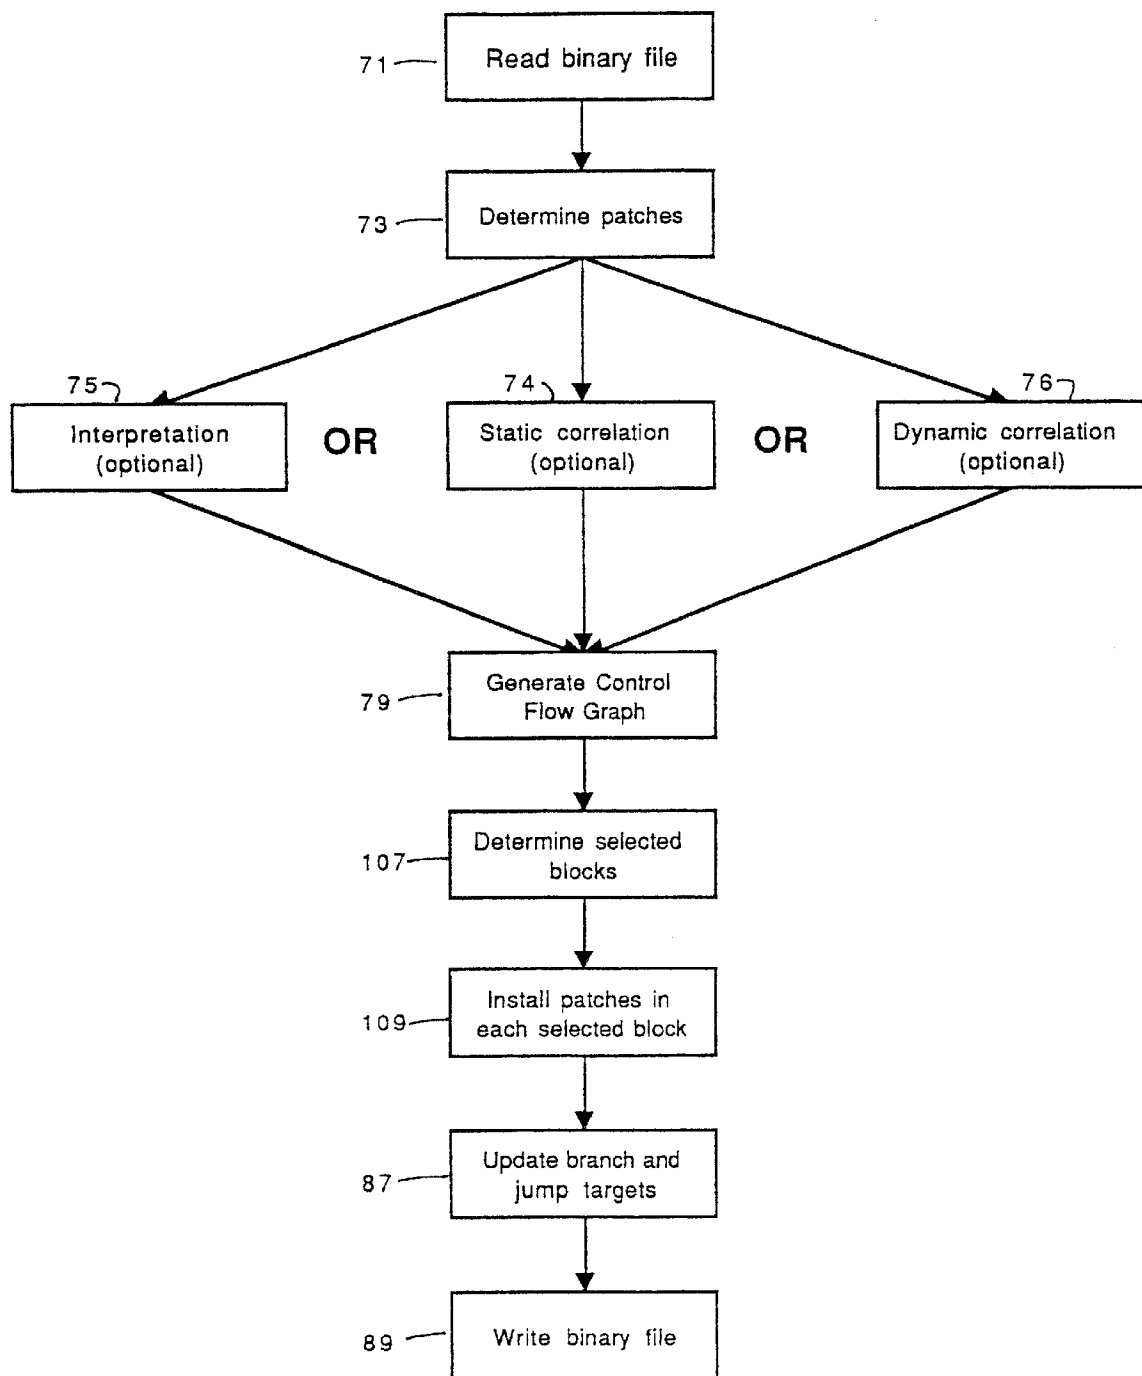 71
Read binary file
73
Determine patches
75
74
76
Interpretation
(optional)
OR
Static correlation
(optional)
OR
Dynamic correlation
(optional)
79
Generate Control
Flow Graph
107
Determine selected
blocks
109
Install patches in
each selected block
87
Update branch and
jump targets
89
Write binary file